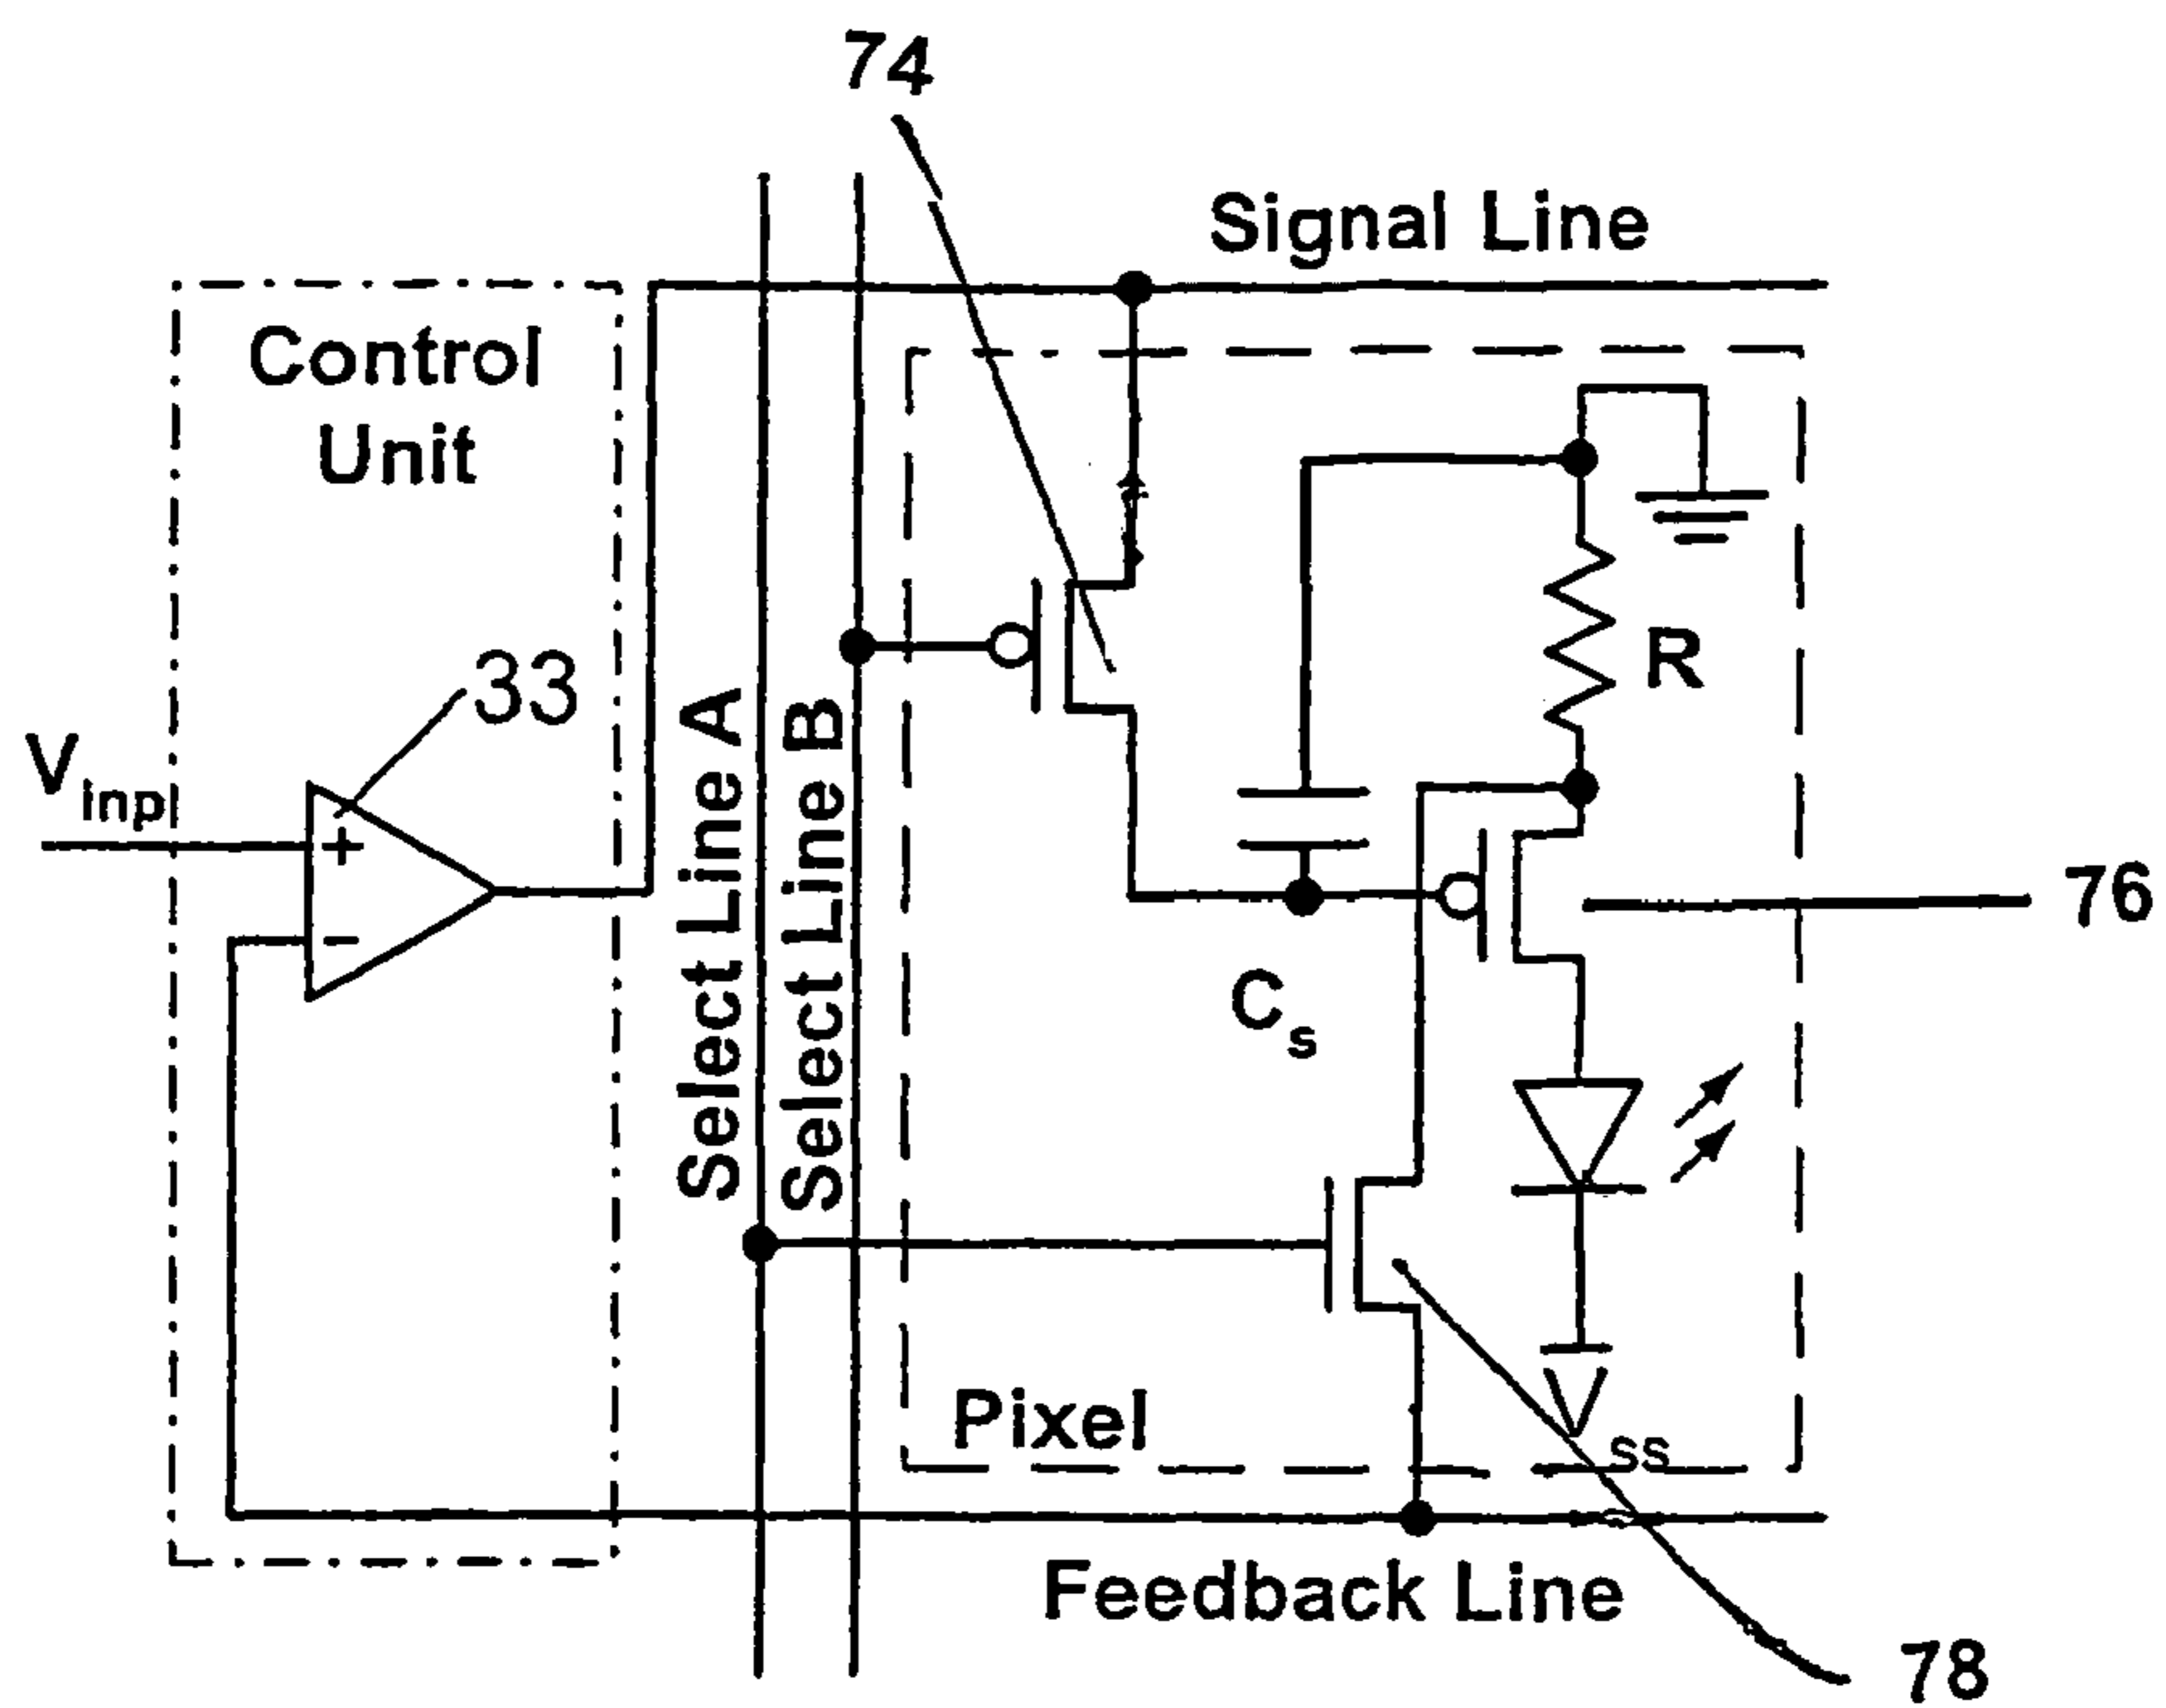 74
Signal Line
Control
Unit
33
R
Vinp
+
−
Select Line A
Select Line B
76
Cs
Pixel
Vss
Feedback Line
78